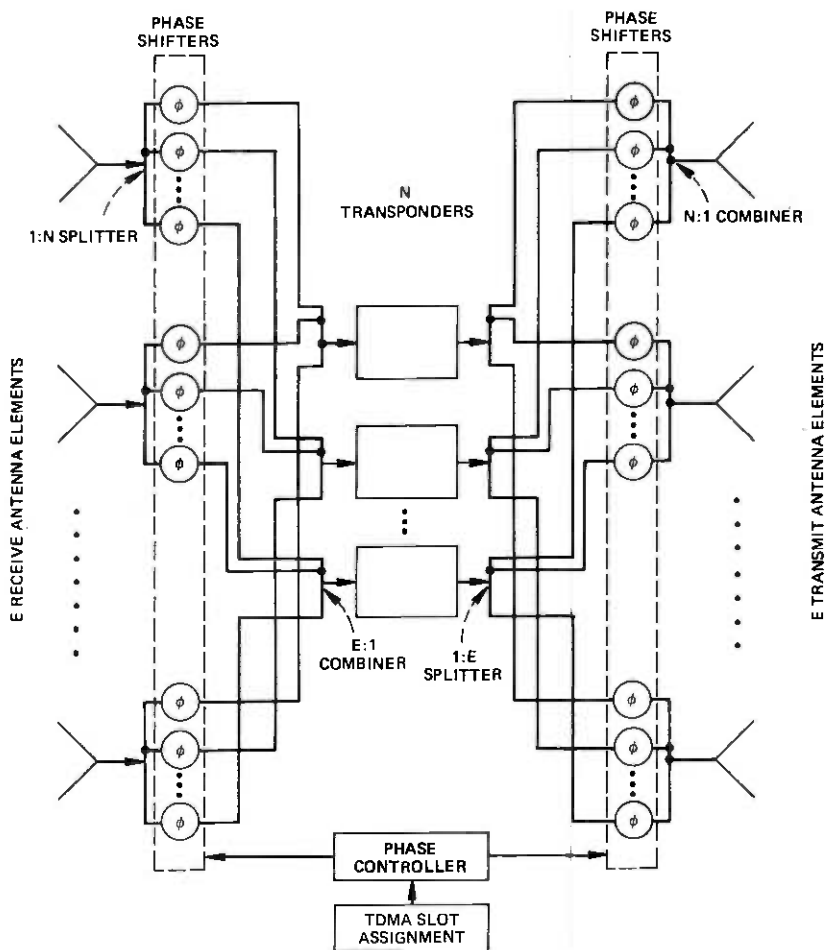 PHASE
SHIFTERS
PHASE
SHIFTERS
ϕ
ϕ
ϕ
ϕ
ϕ
ϕ
N
TRANSPONDERS
1:N SPLITTER
N:1 COMBINER
E RECEIVE ANTENNA ELEMENTS
E TRANSMIT ANTENNA ELEMENTS
ϕ
ϕ
ϕ
ϕ
ϕ
ϕ
E:1
COMBINER
1:E
SPLITTER
ϕ
ϕ
ϕ
ϕ
ϕ
ϕ
PHASE
CONTROLLER
TDMA SLOT
ASSIGNMENT